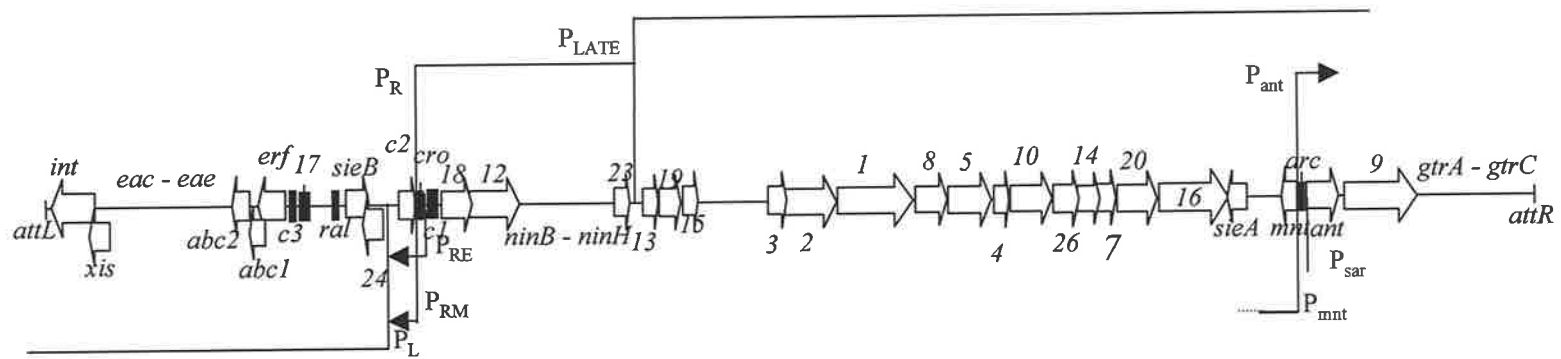 P_LATE
P_R
P_ant
int
eac - eae
erf
17
sieB
c2
cro
18
12
23
19
1
8
5
10
14
20
arc
9
gtrA - gtrC
attL
xis
abc2
abc1
c3
ral
24
c1
P_RE
ninB - ninH
13
15
3
2
4
26
7
16
sieA
mnt
ant
attR
P_sar
P_RM
P_mnt
P_L